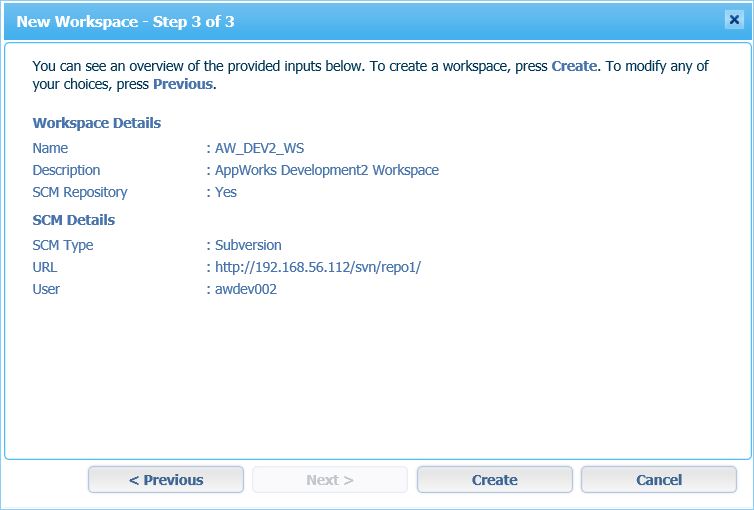 New Workspace - Step 3 of 3
You can see an overview of the provided inputs below. To create a workspace, press Create. To modify any of
your choices, press Previous.
Workspace Details
Name : AW_DEV2_WS
Description : AppWorks Development2 Workspace
SCM Repository : Yes
SCM Details
SCM Type : Subversion
URL : http://192.168.56.112/svn/repo1/
User : awdev002
< Previous Next > Create Cancel